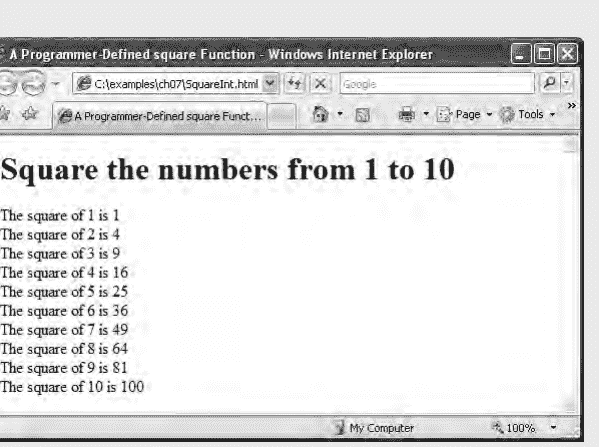 A Programmer-Defined square Function - Windows Internet Explorer
C:\examples\ch07\SquareInt.html
Google
A Programmer-Defined square Funct...
Page
Tools
»
Square the numbers from 1 to 10
The square of 1 is 1
The square of 2 is 4
The square of 3 is 9
The square of 4 is 16
The square of 5 is 25
The square of 6 is 36
The square of 7 is 49
The square of 8 is 64
The square of 9 is 81
The square of 10 is 100
My Computer
100%